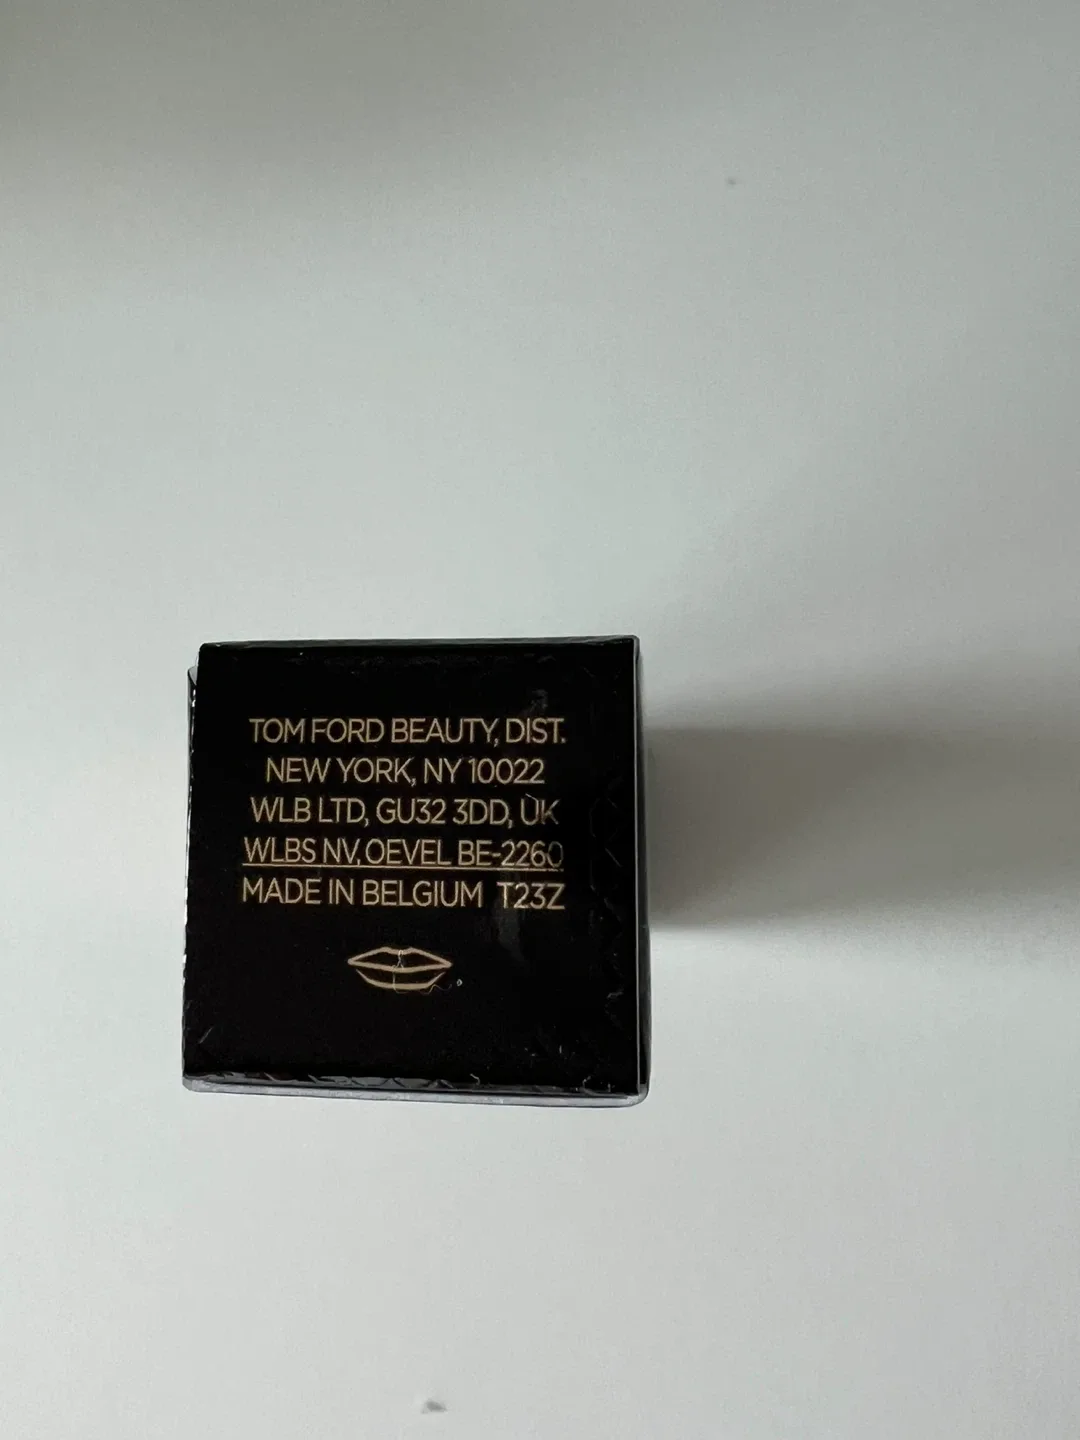 TOM FORD BEAUTY, DIST.
NEW YORK, NY 10022
WLB LTD, GU32 3DD, UK
WLBS NV, OEVEL BE-2260
MADE IN BELGIUM T23Z